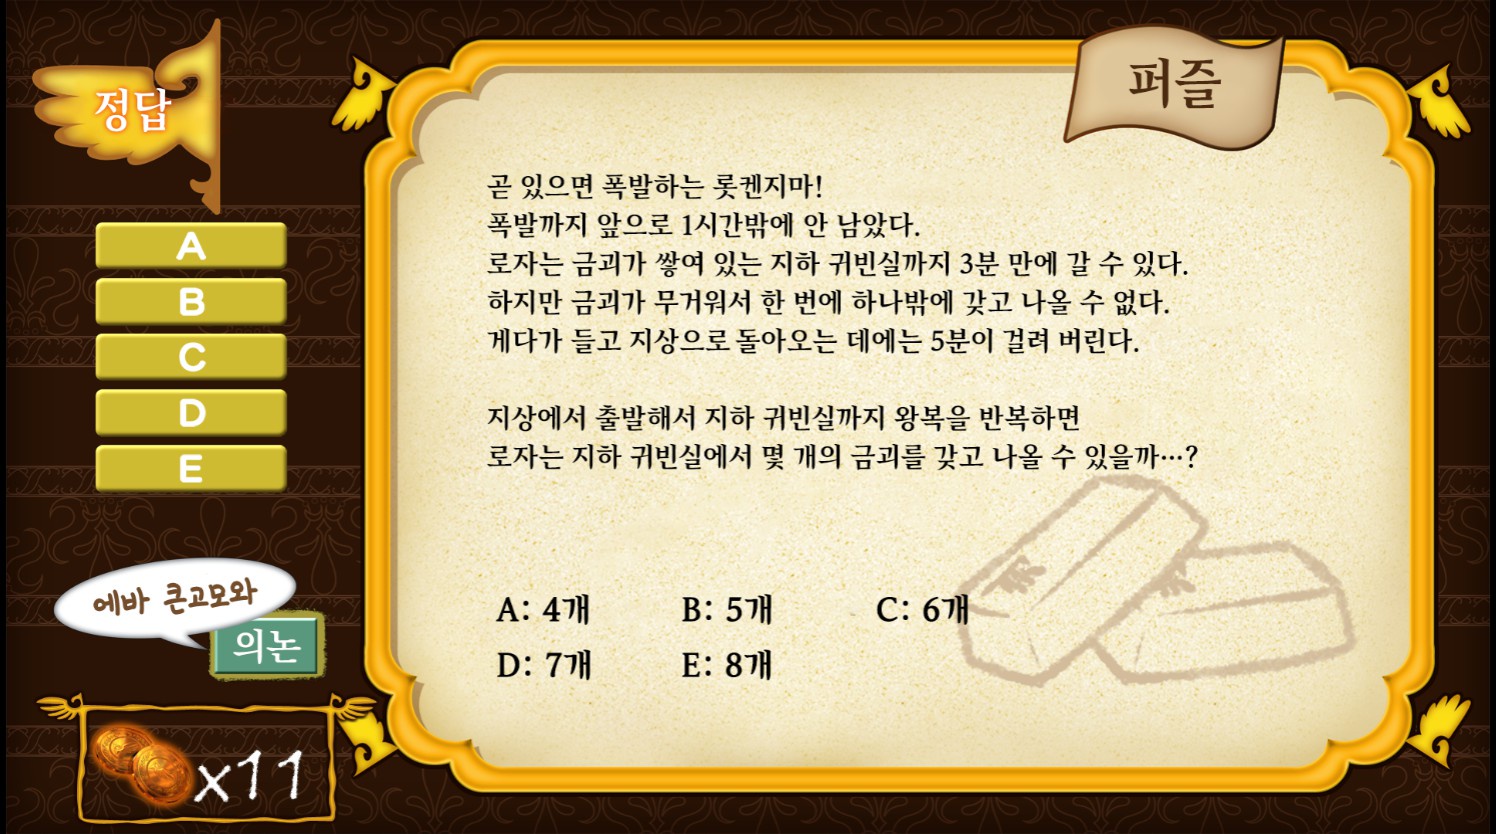 정답
퍼즐
곧 있으면 폭발하는 롯켄지마!
폭발까지 앞으로 1시간밖에 안 남았다.
로자는 금괴가 쌓여 있는 지하 귀빈실까지 3분 만에 갈 수 있다.
하지만 금괴가 무거워서 한 번에 하나밖에 갖고 나올 수 없다.
게다가 들고 지상으로 돌아오는 데에는 5분이 걸려 버린다.
지상에서 출발해서 지하 귀빈실까지 왕복을 반복하면
로자는 지하 귀빈실에서 몇 개의 금괴를 갖고 나올 수 있을까…?
A: 4개 B: 5개 C: 6개
D: 7개 E: 8개
A
B
C
D
E
에바 큰고모와
의논
x11